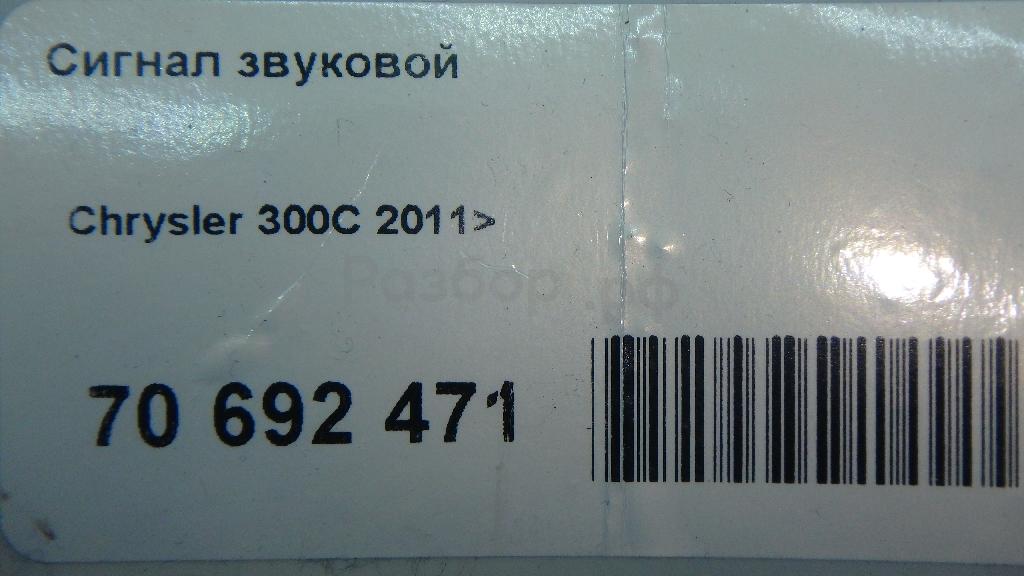 Сигнал звуковой
Chrysler 300C 2011>
Разбор.рф
70 692 471